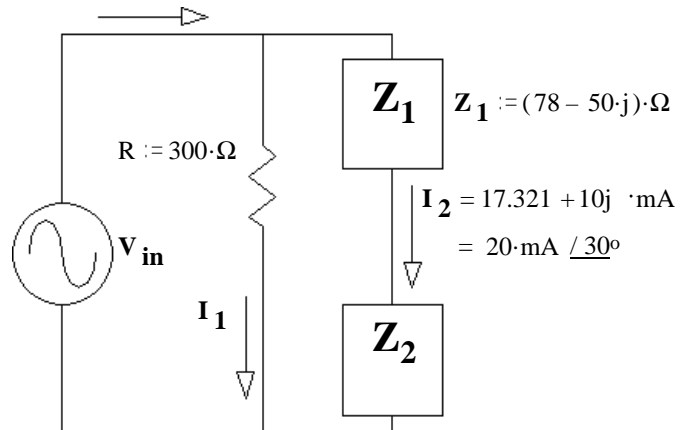 Z1
Z1 := (78 – 50·j)·Ω
R := 300·Ω
I2 = 17.321 + 10j ·mA
= 20·mA /30º
Vin
I1
Z2